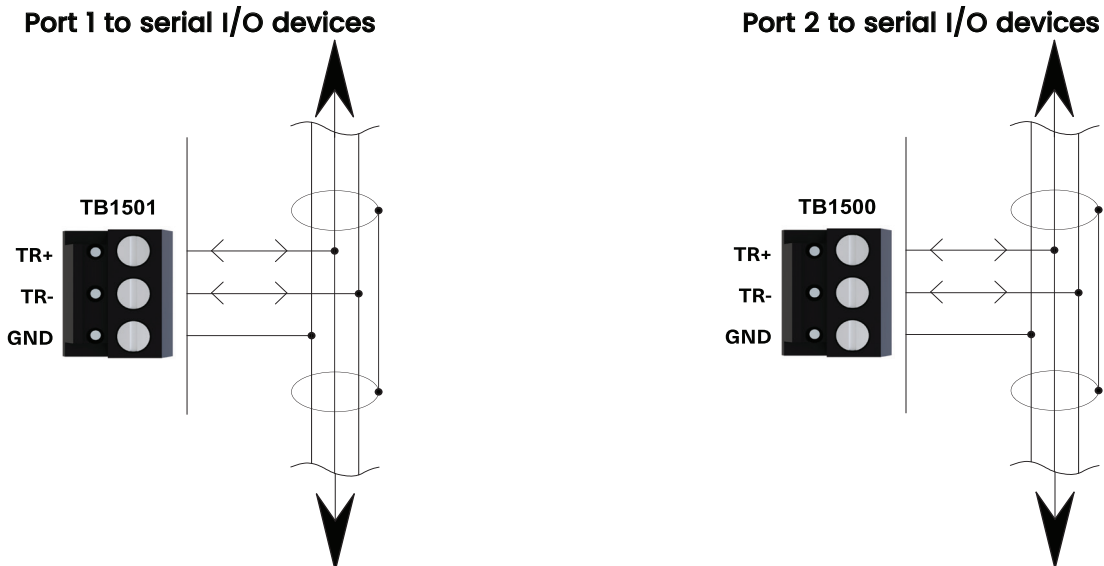 Port 1 to serial I/O devices
TB1501
TR+
TR-
GND
Port 2 to serial I/O devices
TB1500
TR+
TR-
GND